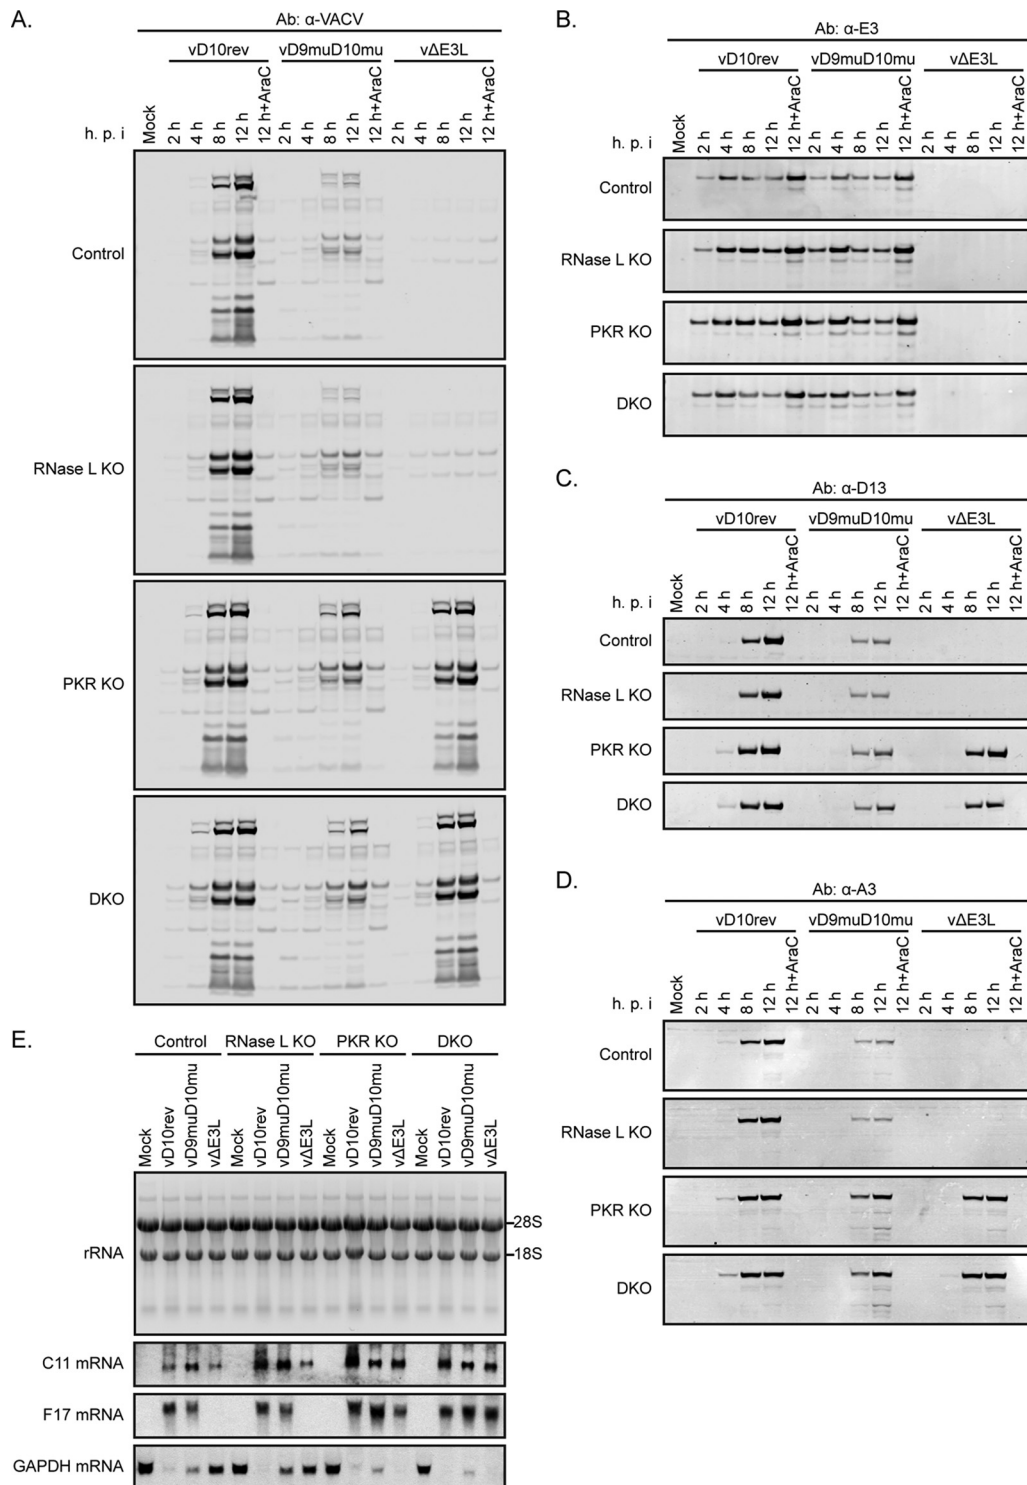 A.
Ab: α-VACV
vD10rev vD9muD10mu vΔE3L
h. p. i Mock 2 h 4 h 8 h 12 h 12 h+AraC 2 h 4 h 8 h 12 h 12 h+AraC 2 h 4 h 8 h 12 h 12 h+AraC
Control
RNase L KO
PKR KO
DKO
B.
Ab: α-E3
vD10rev vD9muD10mu vΔE3L
h. p. i Mock 2 h 4 h 8 h 12 h 12 h+AraC 2 h 4 h 8 h 12 h 12 h+AraC 2 h 4 h 8 h 12 h 12 h+AraC
Control
RNase L KO
PKR KO
DKO
C.
Ab: α-D13
vD10rev vD9muD10mu vΔE3L
h. p. i Mock 2 h 4 h 8 h 12 h 12 h+AraC 2 h 4 h 8 h 12 h 12 h+AraC 2 h 4 h 8 h 12 h 12 h+AraC
Control
RNase L KO
PKR KO
DKO
D.
Ab: α-A3
vD10rev vD9muD10mu vΔE3L
h. p. i Mock 2 h 4 h 8 h 12 h 12 h+AraC 2 h 4 h 8 h 12 h 12 h+AraC 2 h 4 h 8 h 12 h 12 h+AraC
Control
RNase L KO
PKR KO
DKO
E.
Control RNase L KO PKR KO DKO
Mock vD10rev vD9muD10mu vΔE3L Mock vD10rev vD9muD10mu vΔE3L Mock vD10rev vD9muD10mu vΔE3L Mock vD10rev vD9muD10mu vΔE3L
28S
rRNA 18S
C11 mRNA
F17 mRNA
GAPDH mRNA